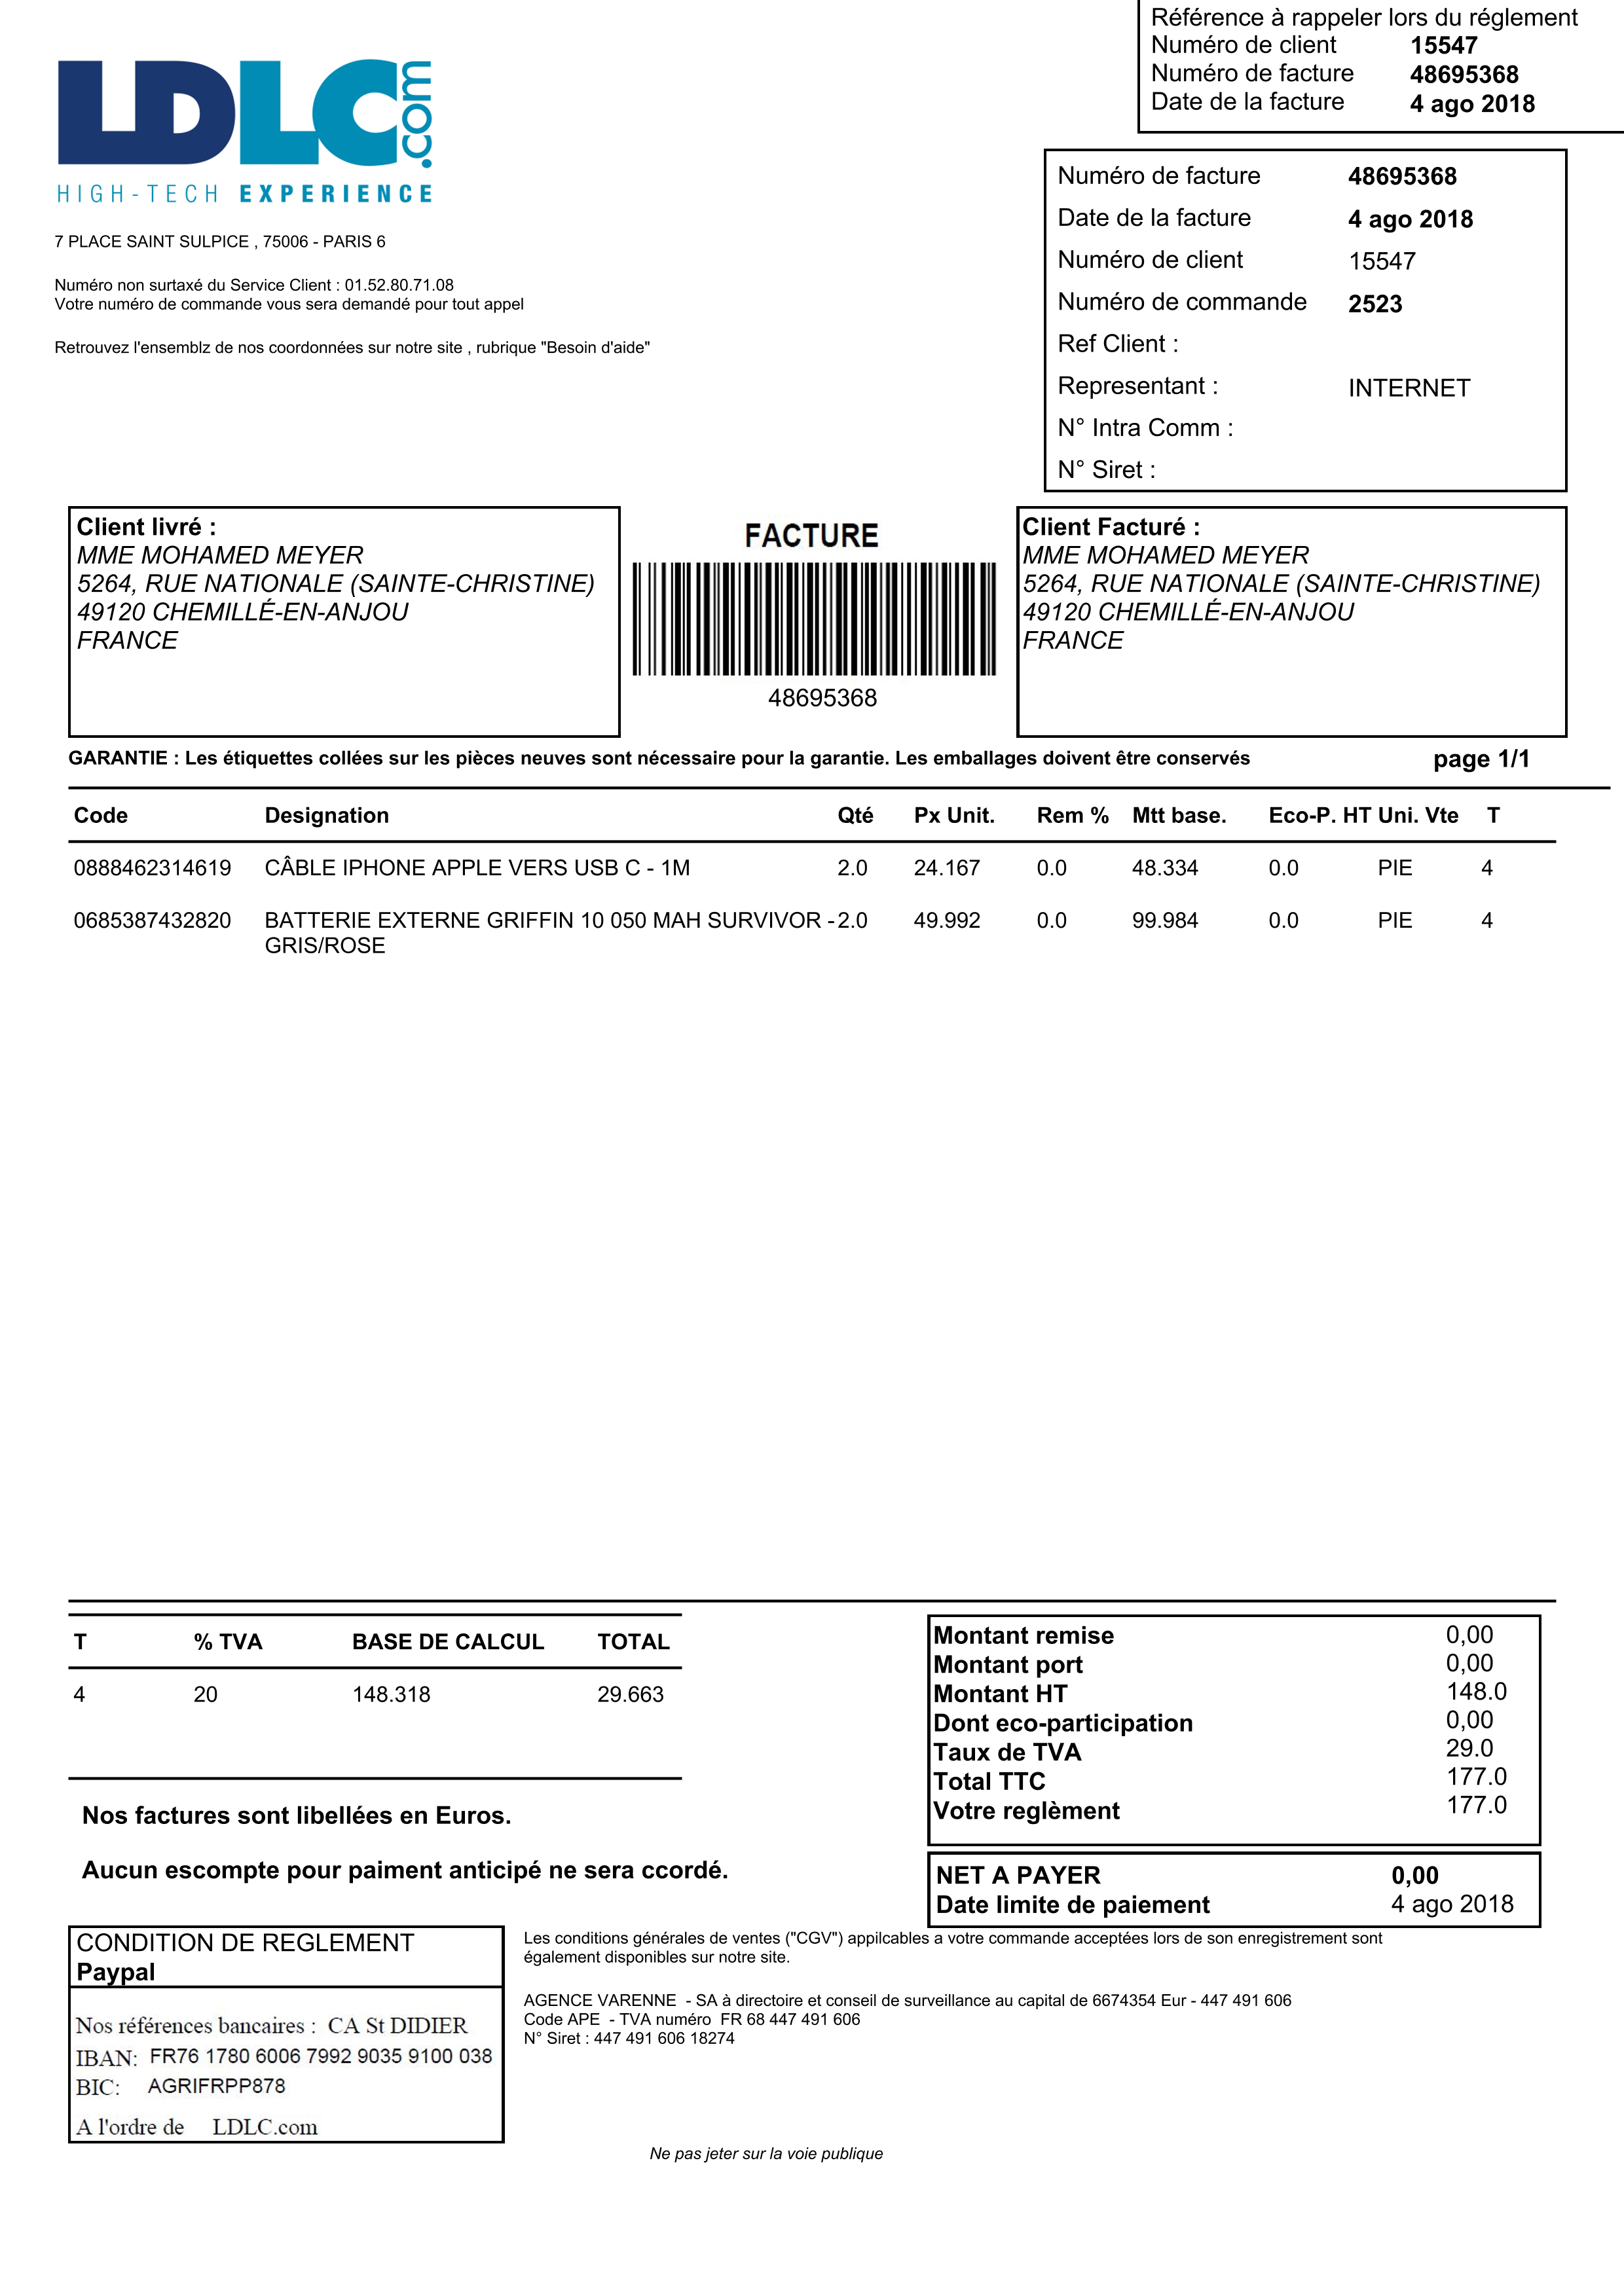 Référence à rappeler lors du réglement
Numéro de client 15547
Numéro de facture 48695368
Date de la facture 4 ago 2018
LDLC.com
HIGH-TECH EXPERIENCE
7 PLACE SAINT SULPICE , 75006 - PARIS 6
Numéro non surtaxé du Service Client : 01.52.80.71.08
Votre numéro de commande vous sera demandé pour tout appel
Retrouvez l'ensemblz de nos coordonnées sur notre site , rubrique "Besoin d'aide"
Numéro de facture 48695368
Date de la facture 4 ago 2018
Numéro de client 15547
Numéro de commande 2523
Ref Client :
Representant : INTERNET
N° Intra Comm :
N° Siret :
Client livré :
MME MOHAMED MEYER
5264, RUE NATIONALE (SAINTE-CHRISTINE)
49120 CHEMILLÉ-EN-ANJOU
FRANCE
FACTURE
48695368
Client Facturé :
MME MOHAMED MEYER
5264, RUE NATIONALE (SAINTE-CHRISTINE)
49120 CHEMILLÉ-EN-ANJOU
FRANCE
GARANTIE : Les étiquettes collées sur les pièces neuves sont nécessaire pour la garantie. Les emballages doivent être conservés page 1/1
Code Designation Qté Px Unit. Rem % Mtt base. Eco-P. HT Uni. Vte T
0888462314619 CÂBLE IPHONE APPLE VERS USB C - 1M 2.0 24.167 0.0 48.334 0.0 PIE 4
0685387432820 BATTERIE EXTERNE GRIFFIN 10 050 MAH SURVIVOR - 2.0 49.992 0.0 99.984 0.0 PIE 4
GRIS/ROSE
T % TVA BASE DE CALCUL TOTAL
4 20 148.318 29.663
Nos factures sont libellées en Euros.
Aucun escompte pour paiment anticipé ne sera ccordé.
Montant remise 0,00
Montant port 0,00
Montant HT 148.0
Dont eco-participation 0,00
Taux de TVA 29.0
Total TTC 177.0
Votre reglèment 177.0
NET A PAYER 0,00
Date limite de paiement 4 ago 2018
CONDITION DE REGLEMENT
Paypal
Nos références bancaires : CA St DIDIER
IBAN: FR76 1780 6006 7992 9035 9100 038
BIC: AGRIFRPP878
A l'ordre de LDLC.com
Les conditions générales de ventes ("CGV") appilcables a votre commande acceptées lors de son enregistrement sont
également disponibles sur notre site.
AGENCE VARENNE - SA à directoire et conseil de surveillance au capital de 6674354 Eur - 447 491 606
Code APE - TVA numéro FR 68 447 491 606
N° Siret : 447 491 606 18274
Ne pas jeter sur la voie publique